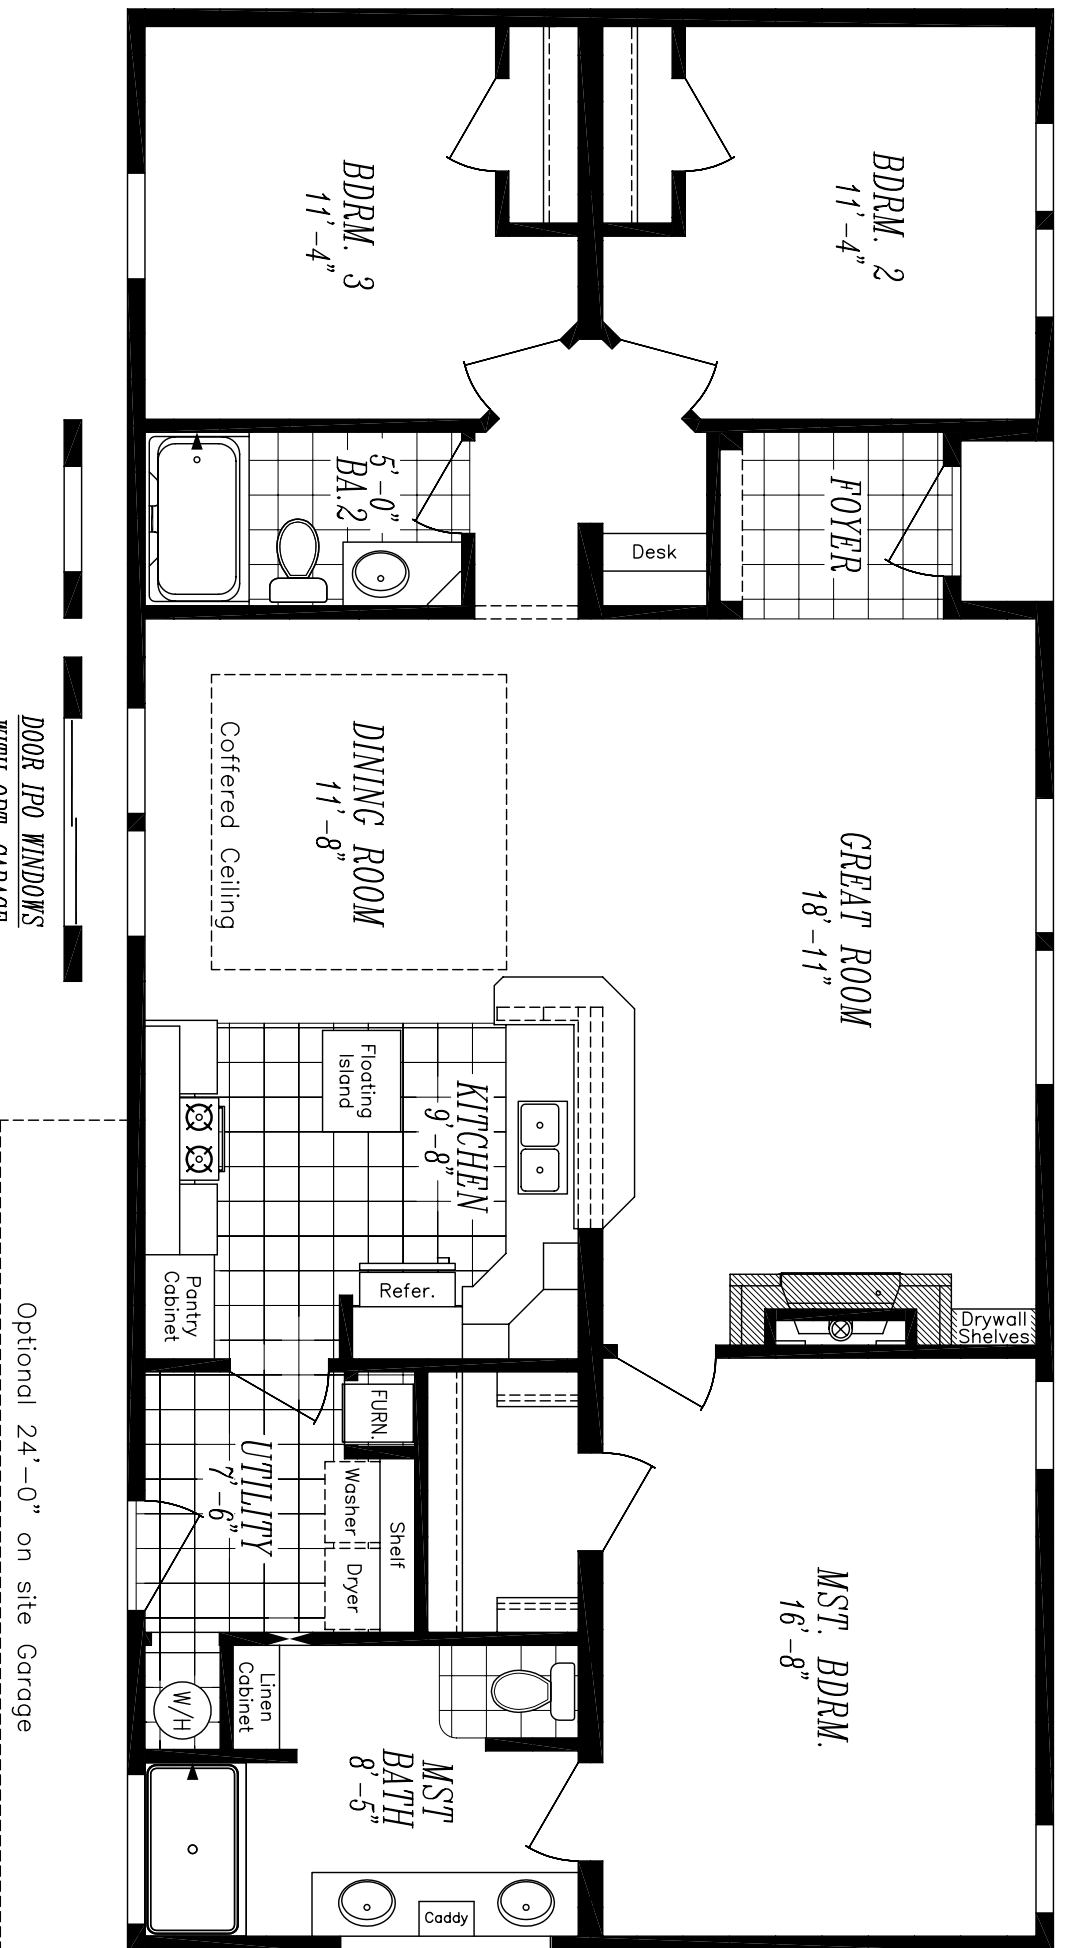 BDRM. 3
11'-4"
BDRM. 2
11'-4"
5'-0"
BA.2
Desk
FOYER
DINING ROOM
11'-8"
Coffered Ceiling
GREAT ROOM
18'-11"
DOOR IPO WINDOWS
WITH OPT. GARAGE
Floating
Island
KITCHEN
9'-8"
Refer.
Pantry
Cabinet
Drywall
Shelves
FURN.
UTILITY
7'-6"
Washer
Dryer
Shelf
MST. BDRM.
16'-8"
W/H
Linen
Cabinet
MST
BATH
8'-5"
Caddy
Optional 24'-0" on site Garage